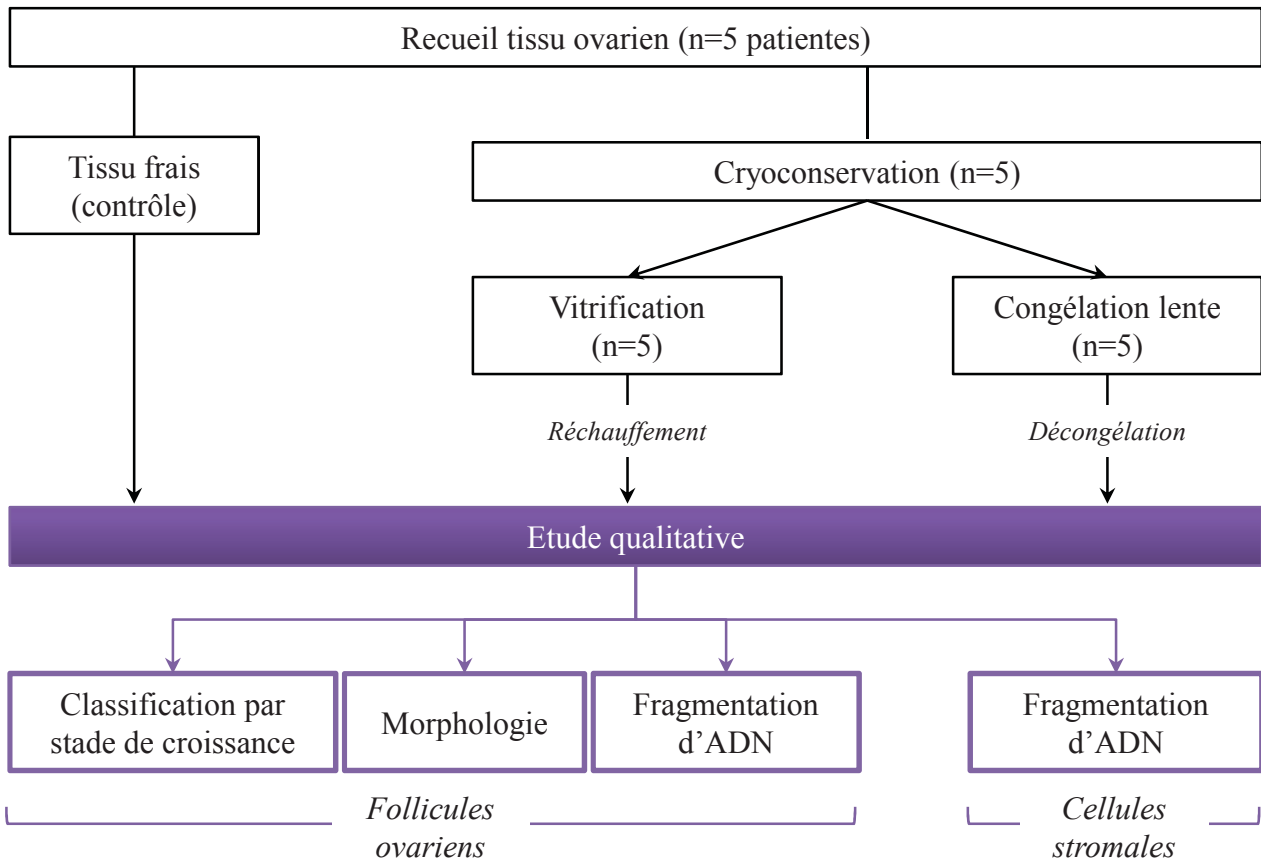 Recueil tissu ovarien (n=5 patientes)
Tissu frais
(contrôle)
Cryoconservation (n=5)
Vitrification
(n=5)
Congélation lente
(n=5)
Réchauffement
Décongélation
Etude qualitative
Classification par
stade de croissance
Morphologie
Fragmentation
d’ADN
Fragmentation
d’ADN
Follicules
ovariens
Cellules
stromales